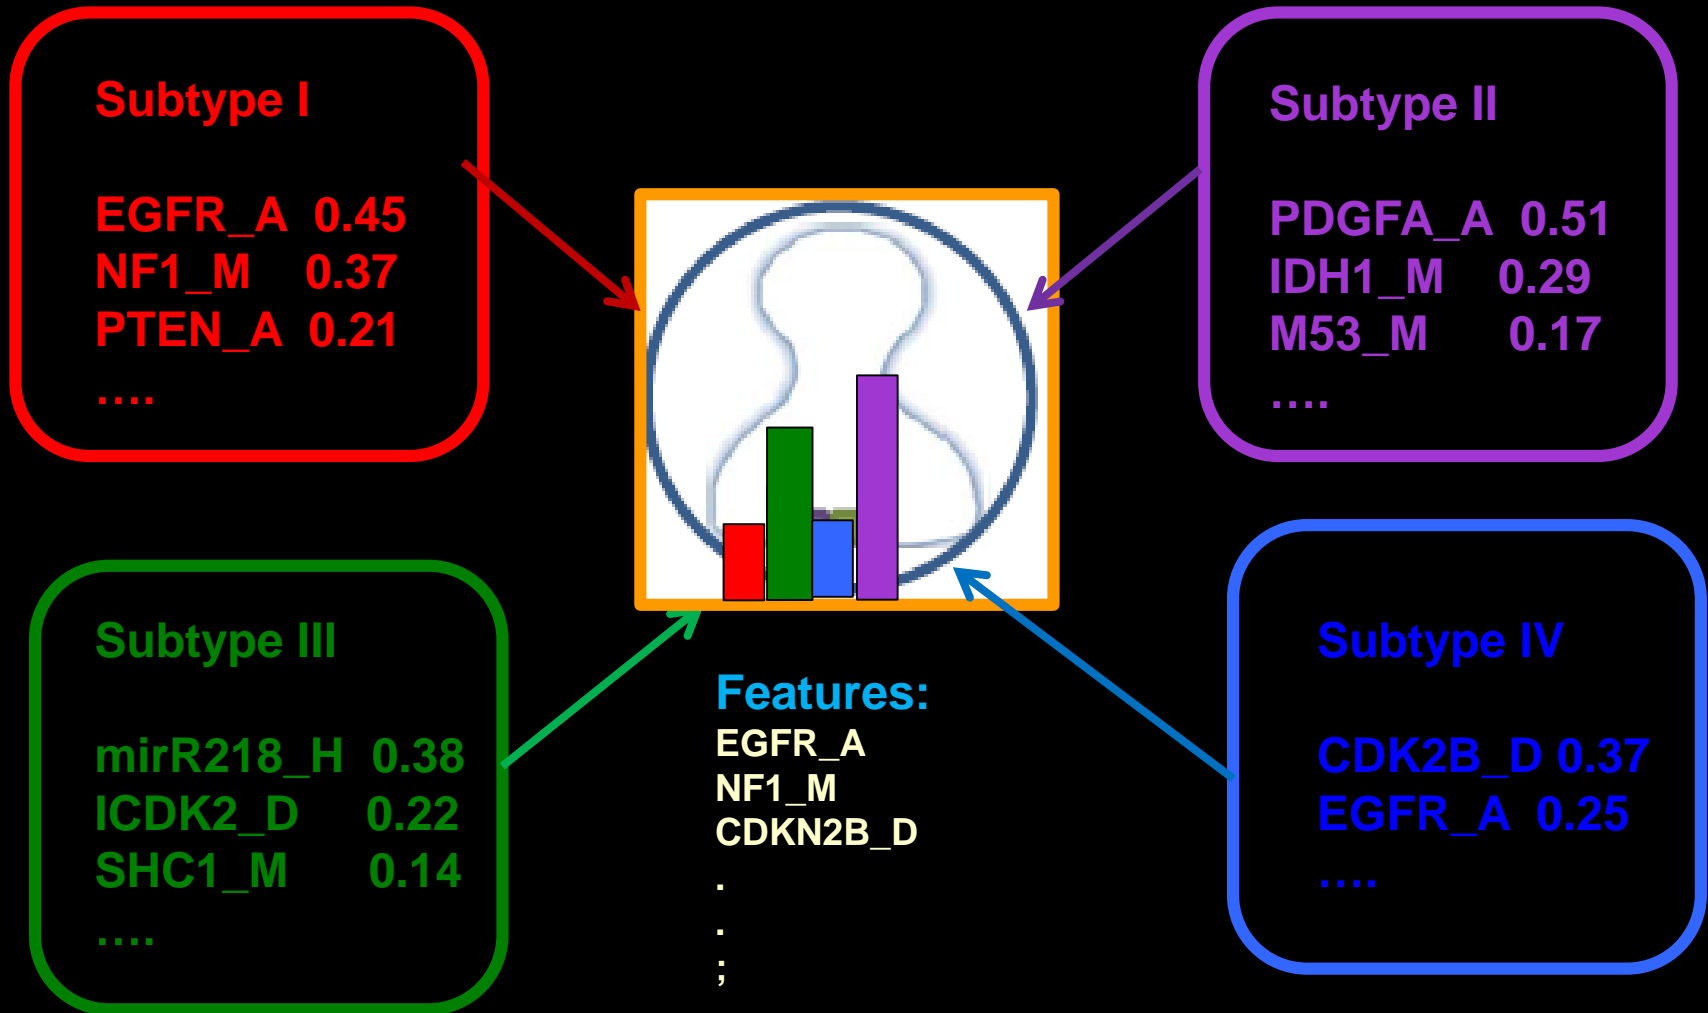 Subtype I
EGFR_A 0.45
NF1_M 0.37
PTEN_A 0.21
....
Subtype II
PDGFA_A 0.51
IDH1_M 0.29
M53_M 0.17
....
Subtype III
mirR218_H 0.38
ICDK2_D 0.22
SHC1_M 0.14
....
Features:
EGFR_A
NF1_M
CDKN2B_D
.
.
;
Subtype IV
CDK2B_D 0.37
EGFR_A 0.25
....